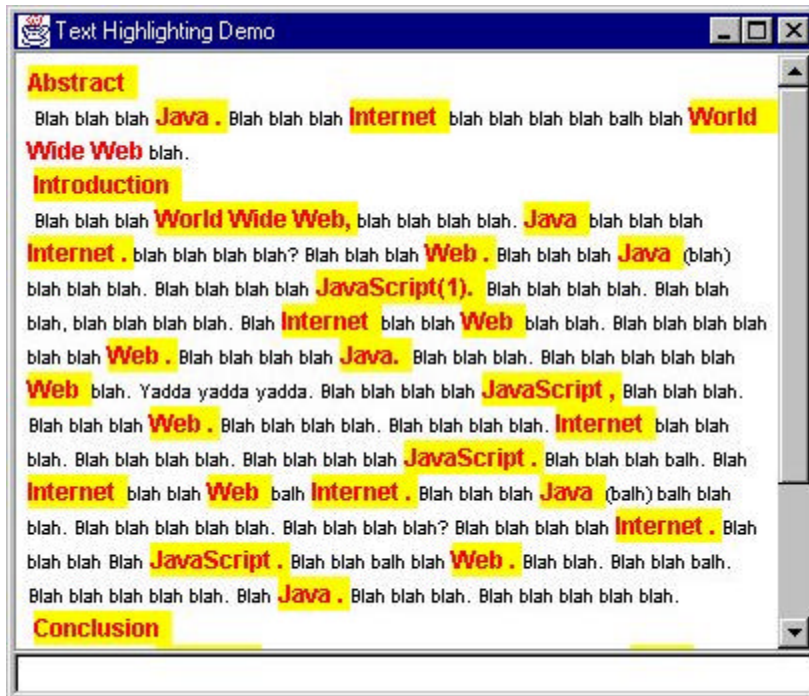 Text Highlighting Demo
Abstract
Blah blah blah Java . Blah blah blah Internet blah blah blah blah balh blah World
Wide Web blah.
Introduction
Blah blah blah World Wide Web, blah blah blah blah. Java blah blah blah
Internet . blah blah blah blah? Blah blah blah Web . Blah blah blah Java (blah)
blah blah blah. Blah blah blah blah JavaScript(1). Blah blah blah blah. Blah blah
blah, blah blah blah blah. Blah Internet blah blah Web blah blah. Blah blah blah blah
blah blah Web . Blah blah blah blah Java. Blah blah blah. Blah blah blah blah blah
Web blah. Yadda yadda yadda. Blah blah blah blah JavaScript , Blah blah blah.
Blah blah blah Web . Blah blah blah blah. Blah blah blah blah. Internet blah blah
blah. Blah blah blah blah. Blah blah blah blah JavaScript . Blah blah blah balh. Blah
Internet blah blah Web balh Internet . Blah blah blah Java (balh) balh blah
blah. Blah blah blah blah blah. Blah blah blah blah? Blah blah blah blah Internet . Blah
blah blah Blah JavaScript . Blah blah balh blah Web . Blah blah. Blah blah balh.
Blah blah blah blah blah. Blah Java . Blah blah blah. Blah blah blah blah blah.
Conclusion